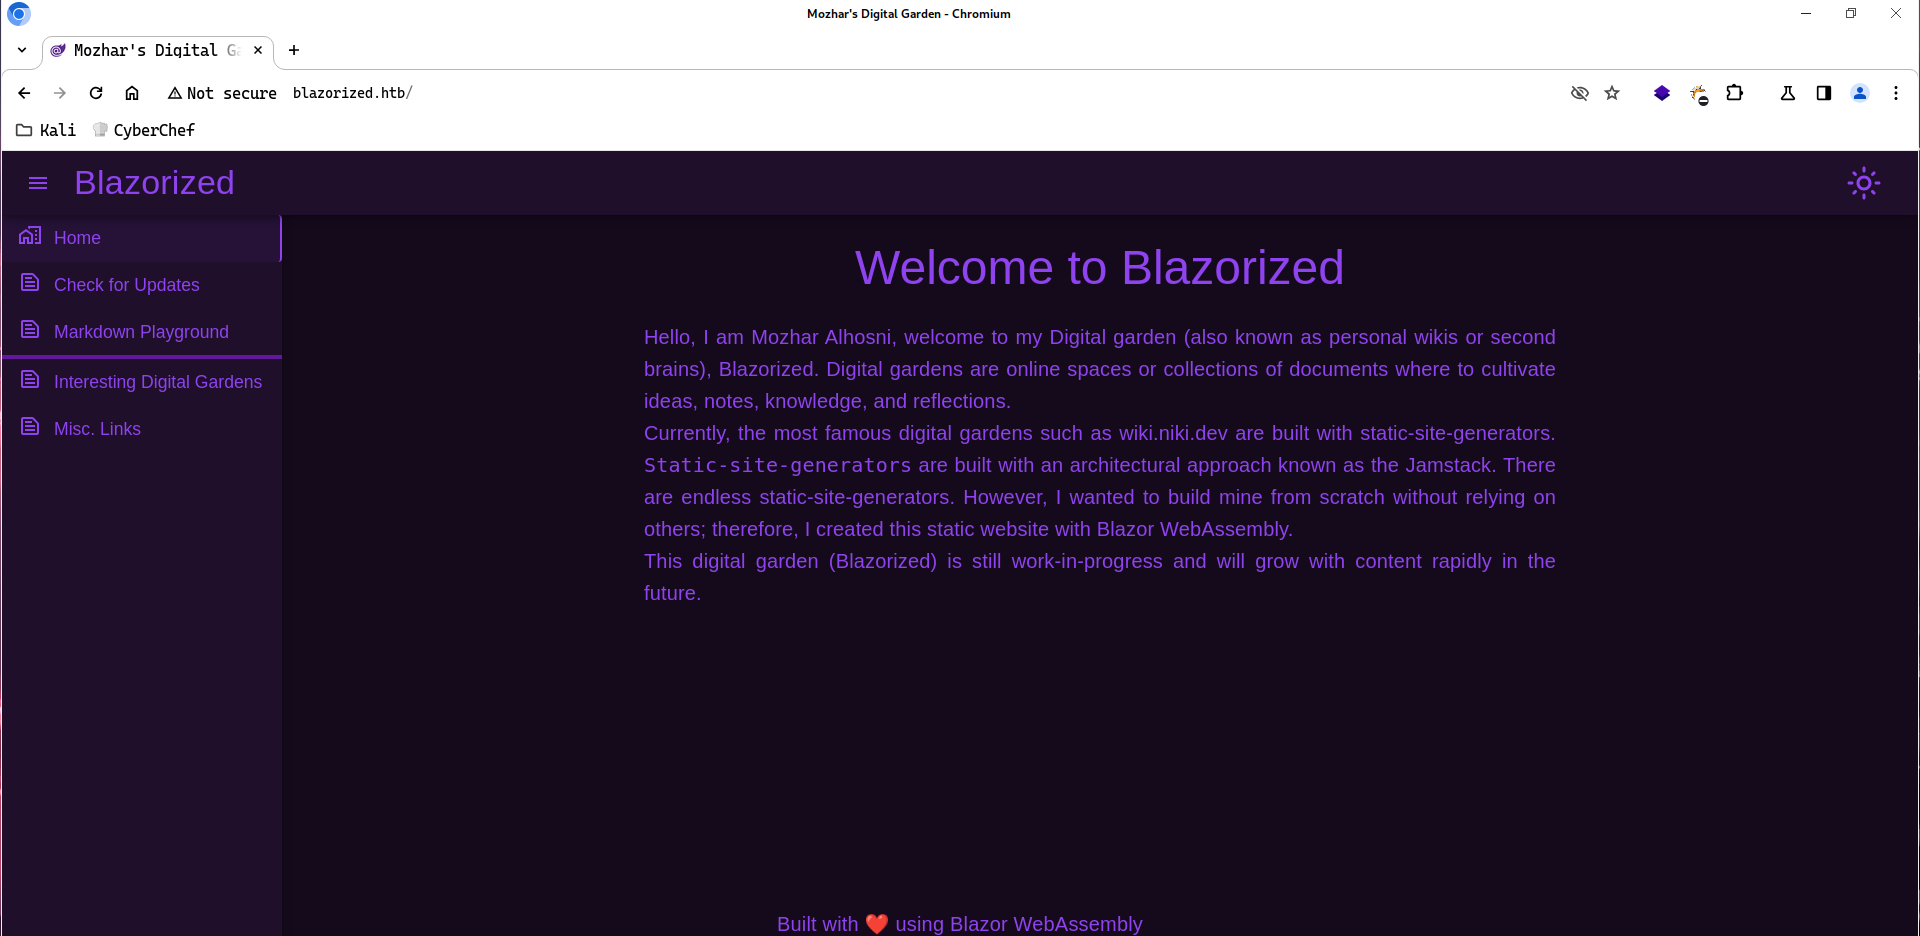 Mozhar's Digital Garden - Chromium
Mozhar's Digital Ga
Not secure blazorized.htb/
Kali CyberChef
Blazorized
Home
Check for Updates
Markdown Playground
Interesting Digital Gardens
Misc. Links
Welcome to Blazorized
Hello, I am Mozhar Alhosni, welcome to my Digital garden (also known as personal wikis or second
brains), Blazorized. Digital gardens are online spaces or collections of documents where to cultivate
ideas, notes, knowledge, and reflections.
Currently, the most famous digital gardens such as wiki.niki.dev are built with static-site-generators.
Static-site-generators are built with an architectural approach known as the Jamstack. There
are endless static-site-generators. However, I wanted to build mine from scratch without relying on
others; therefore, I created this static website with Blazor WebAssembly.
This digital garden (Blazorized) is still work-in-progress and will grow with content rapidly in the
future.
Built with ❤️ using Blazor WebAssembly